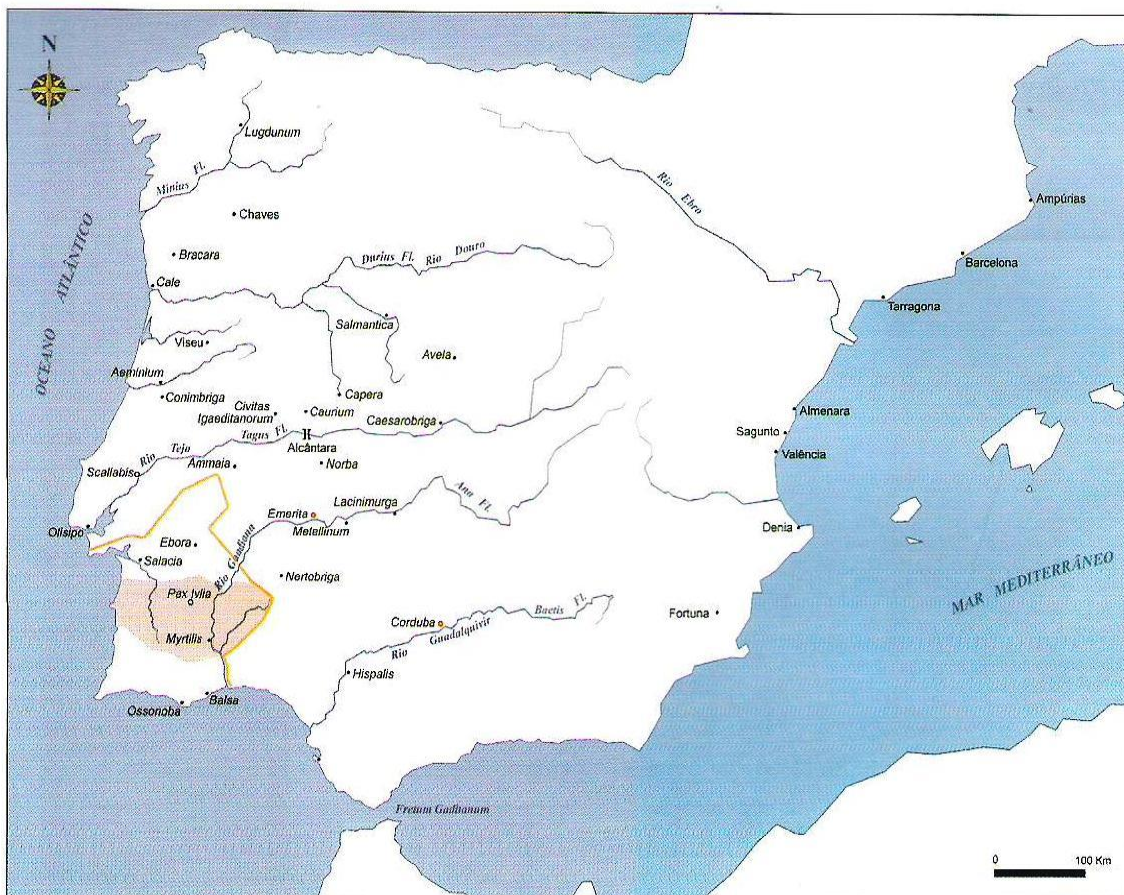 N
OCEANO ATLÂNTICO
Lugdunum
Minius Fl.
Chaves
Bracara
Cale
Durius Fl. Rio Douro
Rio Ebro
Ampúrias
Barcelona
Tarragona
Salmantica
Viseu
Avela
Aeminium
Conimbriga
Capera
Civitas
Igaeditanorum
Caurium
Caesarobriga
Almenara
Sagunto
Valência
Rio Tejo Tagus Fl.
Alcântara
Scallabis
Ammaia
Norba
Ana Fl.
Lacinimurga
Emerita
Metellinum
Olisipo
Denia
Ebora
Salacia
Rio Guadiana
Nertobriga
Pax Ivlia
MAR MEDITERRÂNEO
Fortuna
Corduba
Baetis Fl.
Rio Guadalquivir
Myrtilis
Hispalis
Balsa
Ossonoba
Fretum Gaditanum
0 100 Km